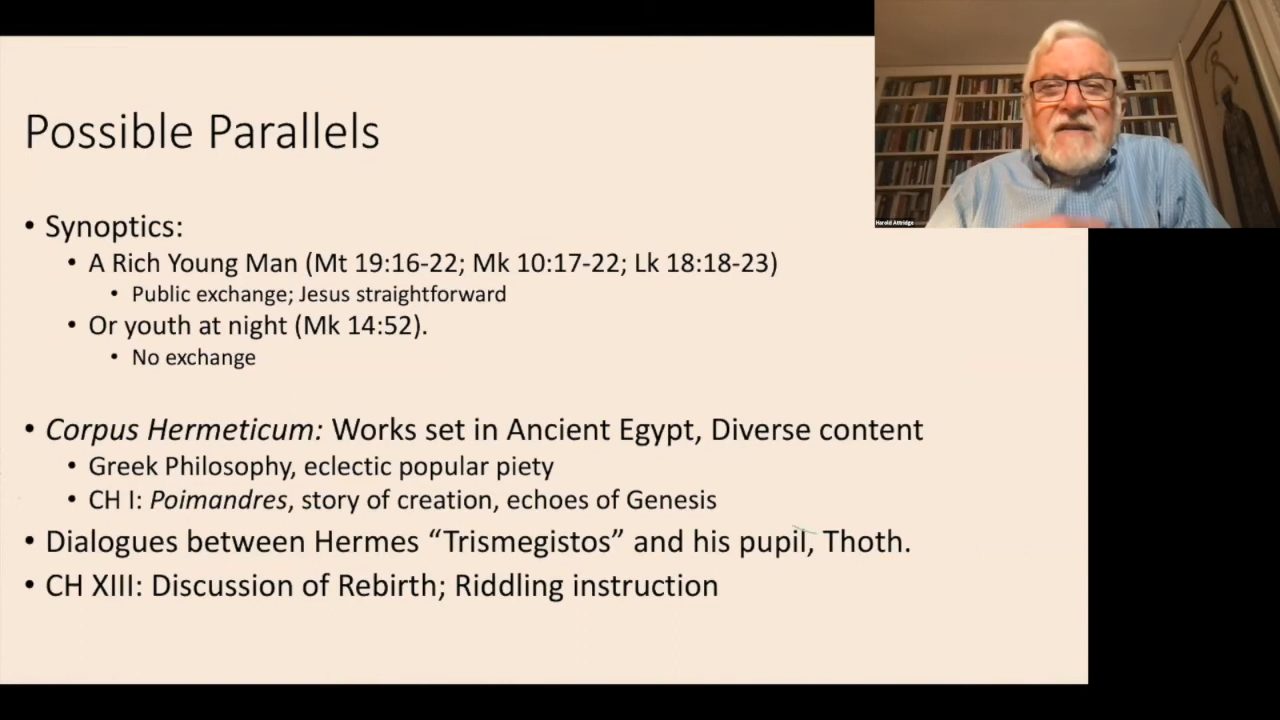 Possible Parallels
• Synoptics:
• A Rich Young Man (Mt 19:16-22; Mk 10:17-22; Lk 18:18-23)
• Public exchange; Jesus straightforward
• Or youth at night (Mk 14:52).
• No exchange
• Corpus Hermeticum: Works set in Ancient Egypt, Diverse content
• Greek Philosophy, eclectic popular piety
• CH I: Poimandres, story of creation, echoes of Genesis
• Dialogues between Hermes “Trismegistos” and his pupil, Thoth.
• CH XIII: Discussion of Rebirth; Riddling instruction
Harold Attridge